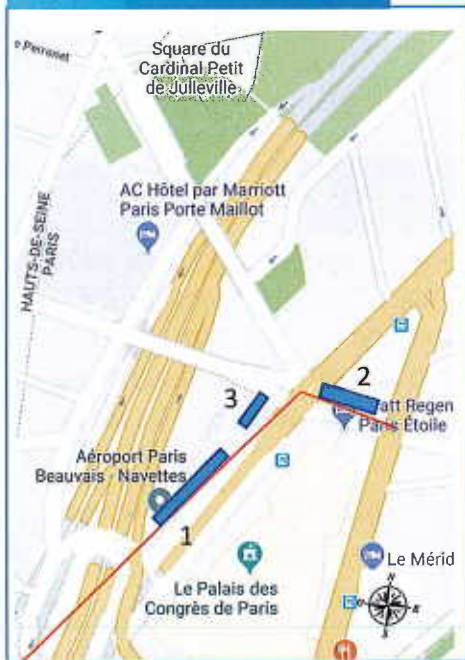 Perronet
Square du
Cardinal Petit
de Julleville
AC Hôtel par Marriott
Paris Porte Maillot
HAUTS-DE-SEINE
PARIS
2
3
att Regen
Paris Étoile
Aéroport Paris
Beauvais - Navettes
1
Le Mérid
Le Palais des
Congrès de Paris
N